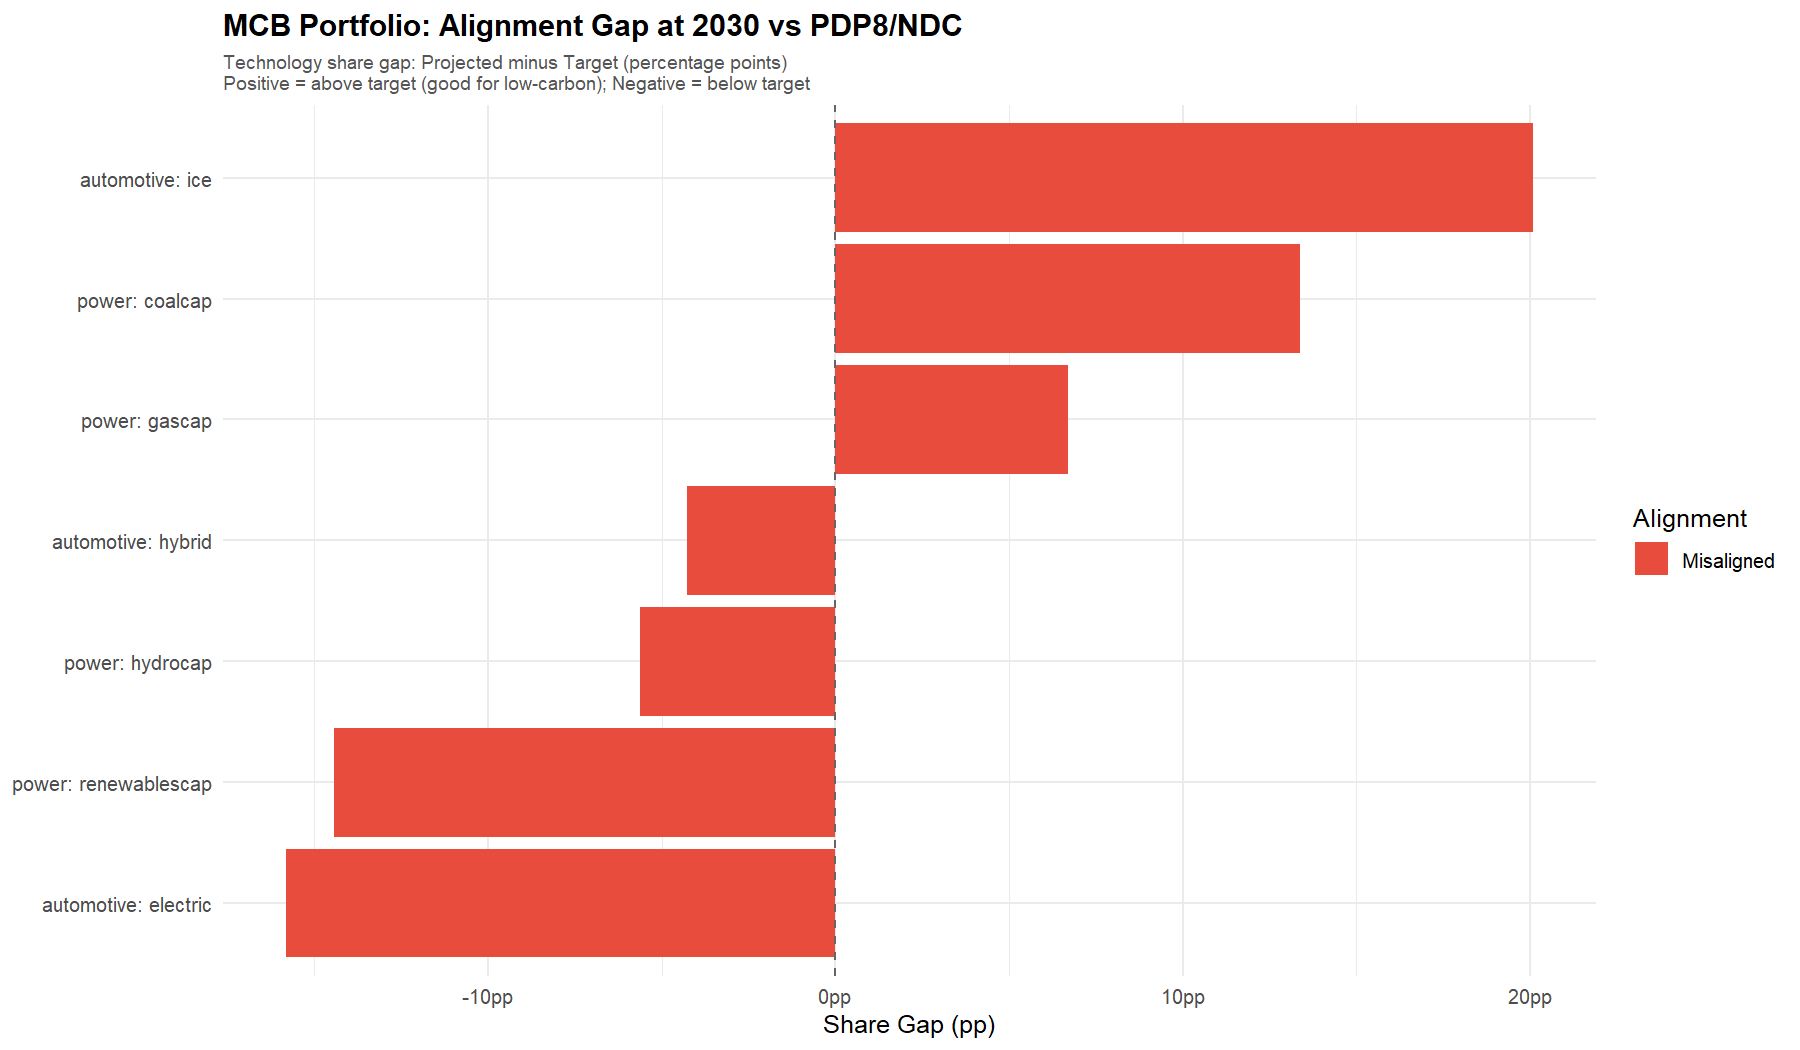 MCB Portfolio: Alignment Gap at 2030 vs PDP8/NDC
Technology share gap: Projected minus Target (percentage points)
Positive = above target (good for low-carbon); Negative = below target
automotive: ice
power: coalcap
power: gascap
automotive: hybrid
power: hydrocap
power: renewablescap
automotive: electric
Alignment
Misaligned
-10pp
0pp
10pp
20pp
Share Gap (pp)